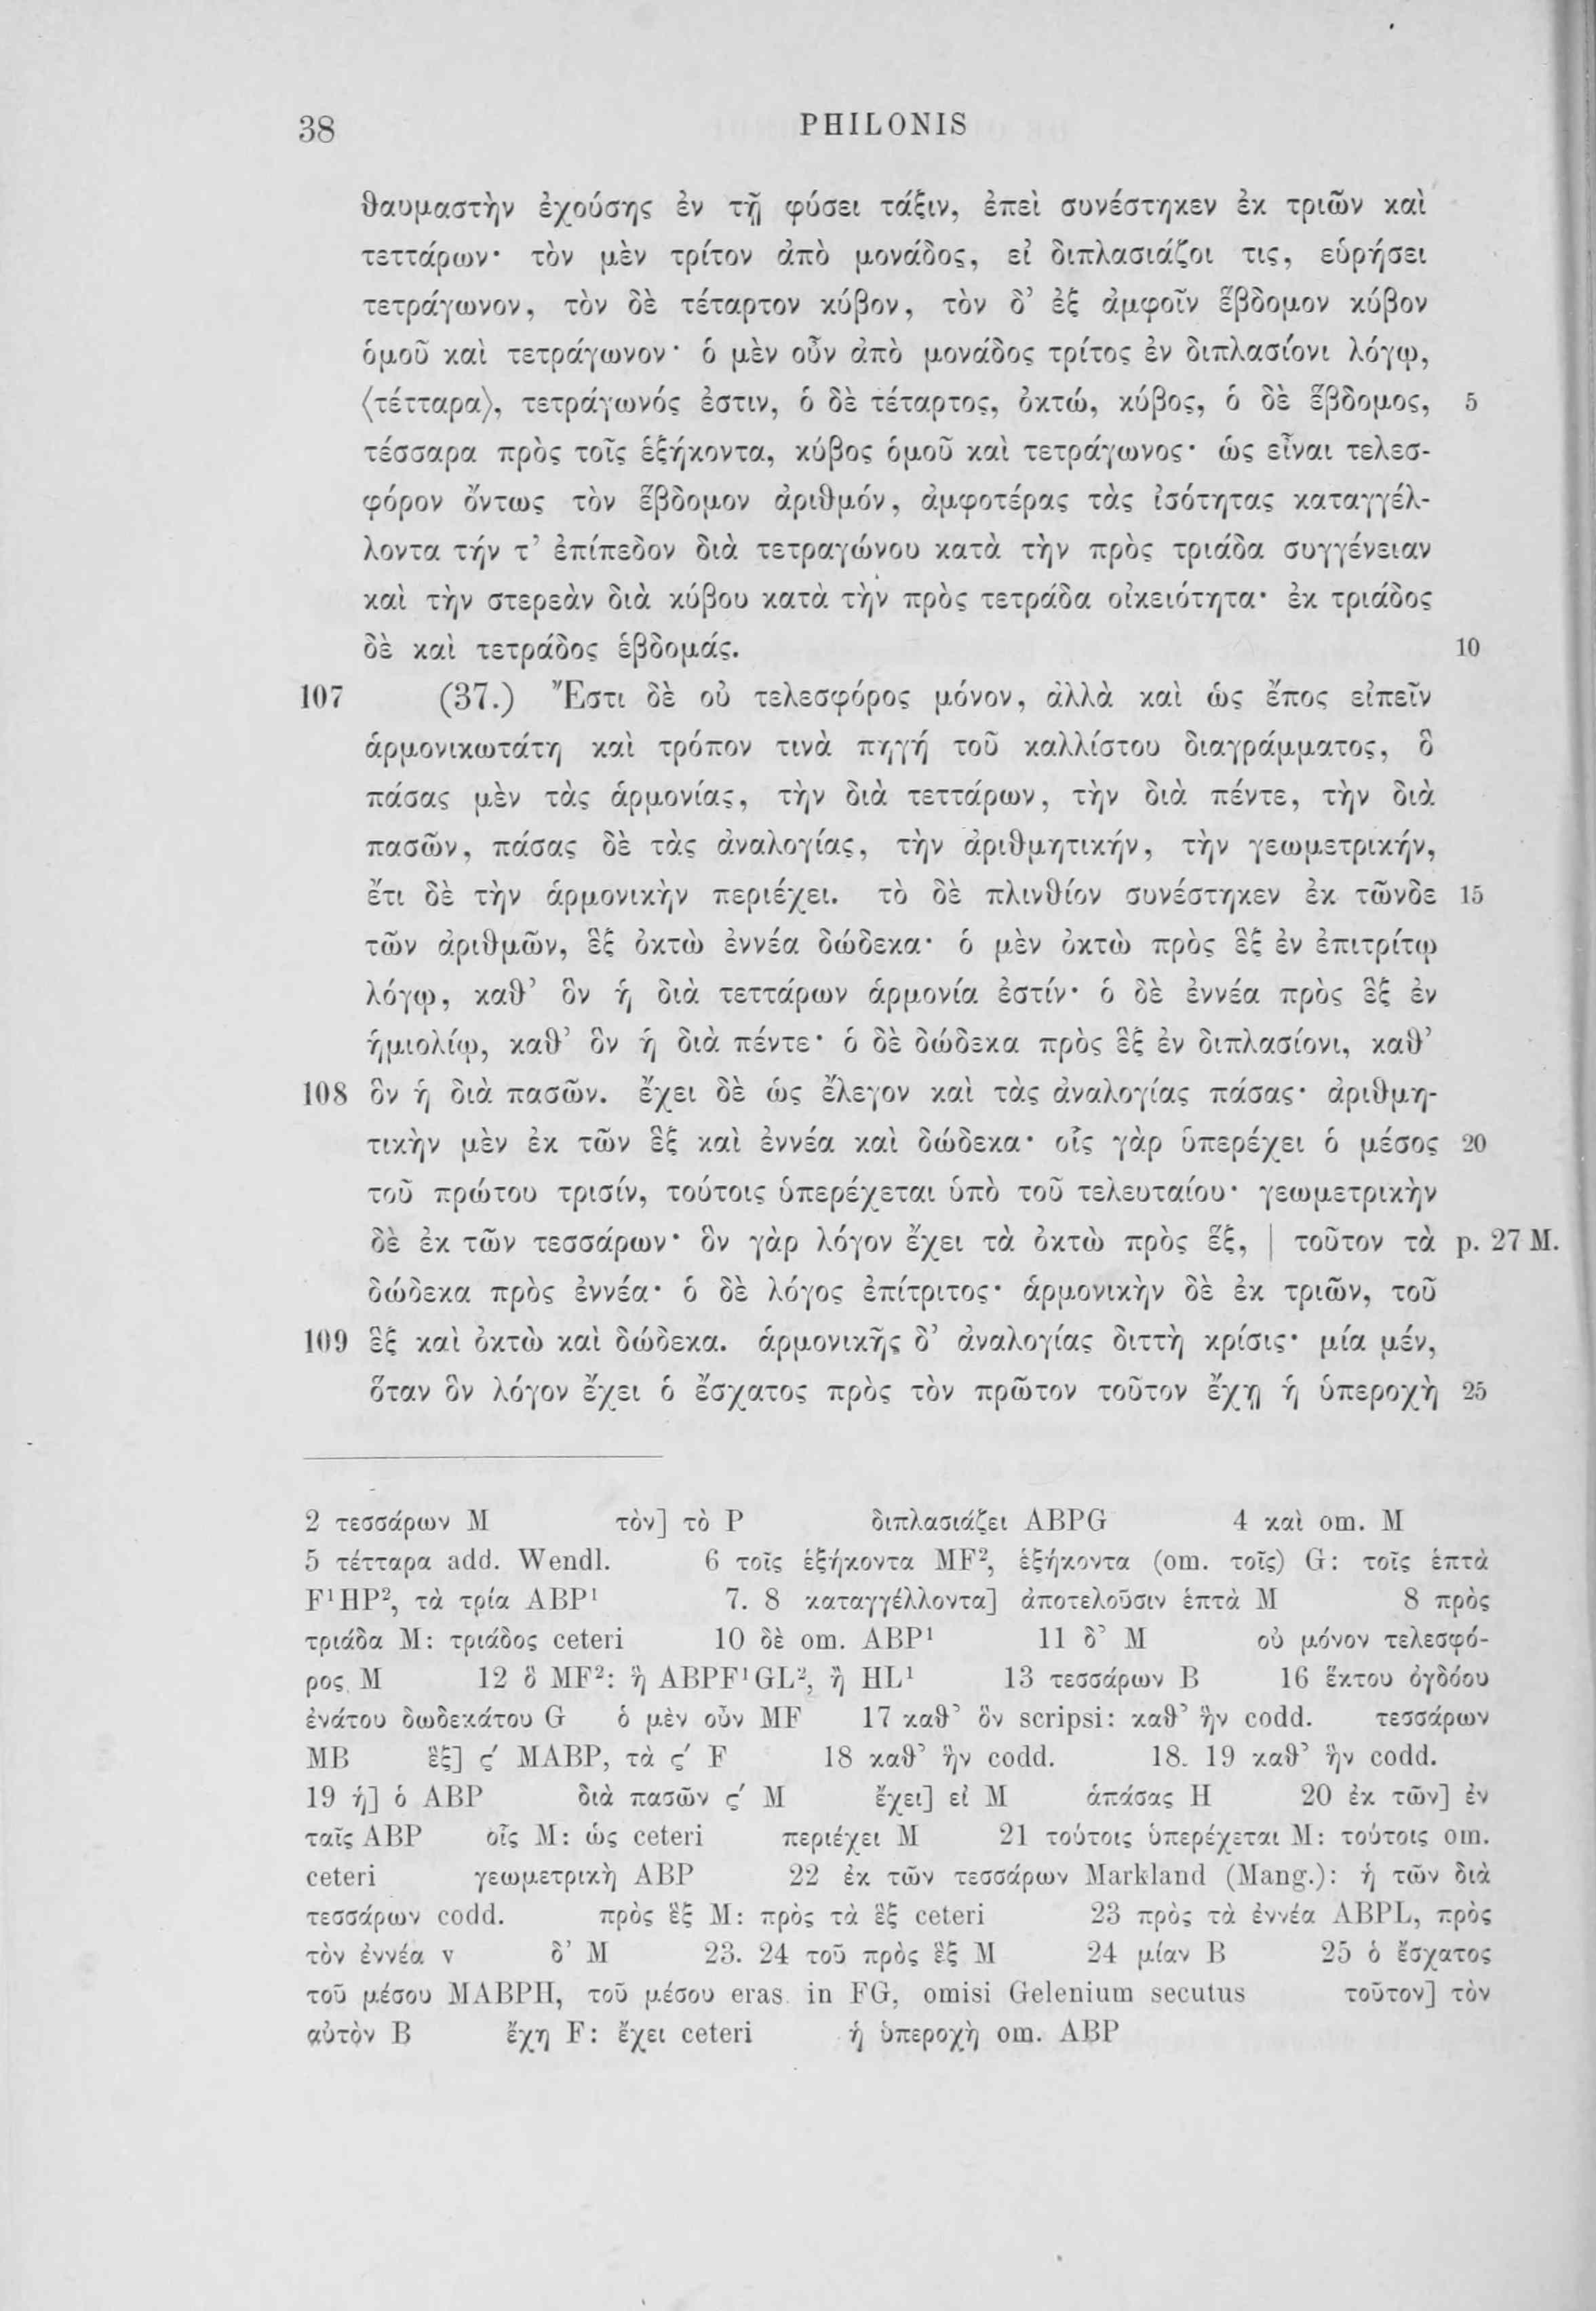 38 PHILONIS
θαυμαστὴν ἐχούσης ἐν τῇ φύσει τάξιν, ἐπεὶ συνέστηκεν ἐκ τριῶν καὶ
τεττάρων· τὸν μὲν τρίτον ἀπὸ μονάδος, εἰ διπλασιάζοι τις, εὑρήσει
τετράγωνον, τὸν δὲ τέταρτον κύβον, τὸν δ’ ἐξ ἀμφοῖν ἕβδομον κύβον
ὁμοῦ καὶ τετράγωνον· ὁ μὲν οὖν ἀπὸ μονάδος τρίτος ἐν διπλασίονι λόγῳ,
⟨τέτταρα⟩, τετράγωνός ἐστιν, ὁ δὲ τέταρτος, ὀκτώ, κύβος, ὁ δὲ ἕβδομος, 5
τέσσαρα πρὸς τοῖς ἑξήκοντα, κύβος ὁμοῦ καὶ τετράγωνος· ὡς εἶναι τελεσ-
φόρον ὄντως τὸν ἕβδομον ἀριθμόν, ἀμφοτέρας τὰς ἰσότητας καταγγέλ-
λοντα τήν τ’ ἐπίπεδον διὰ τετραγώνου κατὰ τὴν πρὸς τριάδα συγγένειαν
καὶ τὴν στερεὰν διὰ κύβου κατὰ τὴν πρὸς τετράδα οἰκειότητα· ἐκ τριάδος
δὲ καὶ τετράδος ἑβδομάς. 10
107 (37.) Ἔστι δὲ οὐ τελεσφόρος μόνον, ἀλλὰ καὶ ὡς ἔπος εἰπεῖν
ἁρμονικωτάτη καὶ τρόπον τινὰ πηγή τοῦ καλλίστου διαγράμματος, ὃ
πάσας μὲν τὰς ἁρμονίας, τὴν διὰ τεττάρων, τὴν διὰ πέντε, τὴν διὰ
πασῶν, πάσας δὲ τὰς ἀναλογίας, τὴν ἀριθμητικήν, τὴν γεωμετρικήν,
ἔτι δὲ τὴν ἁρμονικὴν περιέχει. τὸ δὲ πλινθίον συνέστηκεν ἐκ τῶνδε 15
τῶν ἀριθμῶν, ἓξ ὀκτὼ ἐννέα δώδεκα· ὁ μὲν ὀκτὼ πρὸς ἓξ ἐν ἐπιτρίτῳ
λόγῳ, καθ’ ὃν ἡ διὰ τεττάρων ἁρμονία ἐστίν· ὁ δὲ ἐννέα πρὸς ἓξ ἐν
ἡμιολίῳ, καθ’ ὃν ἡ διὰ πέντε· ὁ δὲ δώδεκα πρὸς ἓξ ἐν διπλασίονι, καθ’
108 ὃν ἡ διὰ πασῶν. ἔχει δὲ ὡς ἔλεγον καὶ τὰς ἀναλογίας πάσας· ἀριθμη-
τικὴν μὲν ἐκ τῶν ἓξ καὶ ἐννέα καὶ δώδεκα· οἷς γὰρ ὑπερέχει ὁ μέσος 20
τοῦ πρώτου τρισίν, τούτοις ὑπερέχεται ὑπὸ τοῦ τελευταίου· γεωμετρικὴν
δὲ ἐκ τῶν τεσσάρων· ὃν γὰρ λόγον ἔχει τὰ ὀκτὼ πρὸς ἕξ, | τοῦτον τὰ p. 27 M.
δώδεκα πρὸς ἐννέα· ὁ δὲ λόγος ἐπίτριτος· ἁρμονικὴν δὲ ἐκ τριῶν, τοῦ
109 ἓξ καὶ ὀκτὼ καὶ δώδεκα. ἁρμονικῆς δ’ ἀναλογίας διττὴ κρίσις· μία μέν,
ὅταν ὃν λόγον ἔχει ὁ ἔσχατος πρὸς τὸν πρῶτον τοῦτον ἔχῃ ἡ ὑπεροχὴ 25
2 τεσσάρων M τὸν] τὸ P διπλασιάζει ABPG 4 καὶ om. M
5 τέτταρα add. Wendl. 6 τοῖς ἑξήκοντα MF², ἑξήκοντα (om. τοῖς) G: τοῖς ἑπτὰ
F¹HP², τὰ τρία ABP¹ 7. 8 καταγγέλλοντα] ἀποτελοῦσιν ἑπτὰ M 8 πρὸς
τριάδα M: τριάδος ceteri 10 δὲ om. ABP¹ 11 δ’ M οὐ μόνον τελεσφό-
ρος M 12 ὃ MF²: ἣ ABPF¹GL², ἢ HL¹ 13 τεσσάρων B 16 ἕκτου ὀγδόου
ἐνάτου δωδεκάτου G ὁ μὲν οὖν MF 17 καθ’ ὃν scripsi: καθ’ ἣν codd. τεσσάρων
MB ἓξ] ϛ′ MABP, τὰ ϛ′ F 18 καθ’ ἣν codd. 18. 19 καθ’ ἣν codd.
19 ἡ] ὁ ABP διὰ πασῶν ϛ′ M ἔχει] εἰ M ἁπάσας H 20 ἐκ τῶν] ἐν
ταῖς ABP οἷς M: ὡς ceteri περιέχει M 21 τούτοις ὑπερέχεται M: τούτοις om.
ceteri γεωμετρικὴ ABP 22 ἐκ τῶν τεσσάρων Markland (Mang.): ἡ τῶν διὰ
τεσσάρων codd. πρὸς ἓξ M: πρὸς τὰ ἓξ ceteri 23 πρὸς τὰ ἐννέα ABPL, πρὸς
τὸν ἐννέα v δ’ M 23. 24 τοῦ πρὸς ἓξ M 24 μίαν B 25 ὁ ἔσχατος
τοῦ μέσου MABPH, τοῦ μέσου eras. in FG, omisi Gelenium secutus τοῦτον] τὸν
αὐτὸν B ἔχη F: ἔχει ceteri ἡ ὑπεροχὴ om. ABP